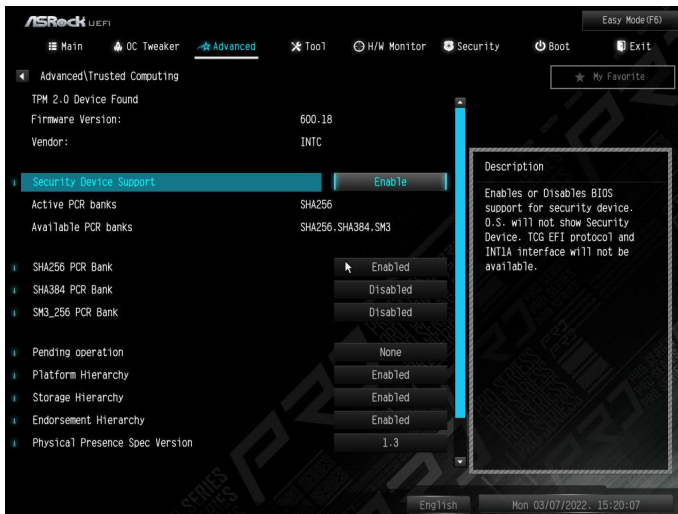 ASRock UEFI
Easy Mode(F6)
Main OC Tweaker Advanced Tool H/W Monitor Security Boot Exit
Advanced\Trusted Computing
My Favorite
TPM 2.0 Device Found
Firmware Version: 600.18
Vendor: INTC
Security Device Support Enable
Active PCR banks SHA256
Available PCR banks SHA256.SHA384.SM3
SHA256 PCR Bank Enabled
SHA384 PCR Bank Disabled
SM3_256 PCR Bank Disabled
Pending operation None
Platform Hierarchy Enabled
Storage Hierarchy Enabled
Endorsement Hierarchy Enabled
Physical Presence Spec Version 1.3
Description
Enables or Disables BIOS
support for security device.
O.S. will not show Security
Device. TCG EFI protocol and
INT1A interface will not be
available.
English
Mon 03/07/2022. 15:20:07